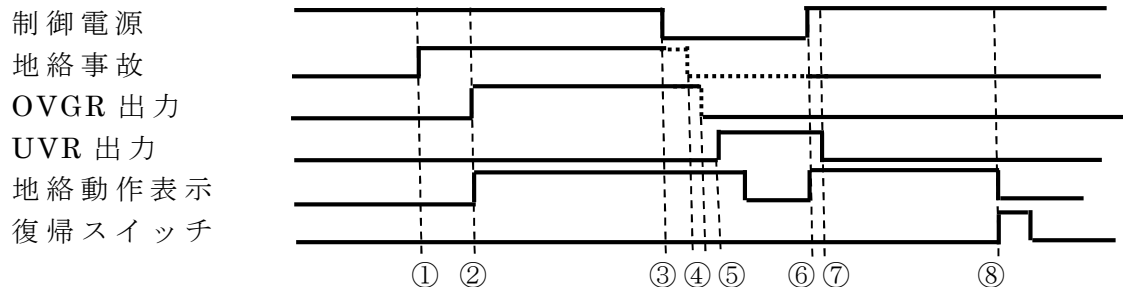 制御電源
地絡事故
OVGR 出力
UVR 出力
地絡動作表示
復帰スイッチ
① ② ③ ④ ⑤ ⑥ ⑦ ⑧